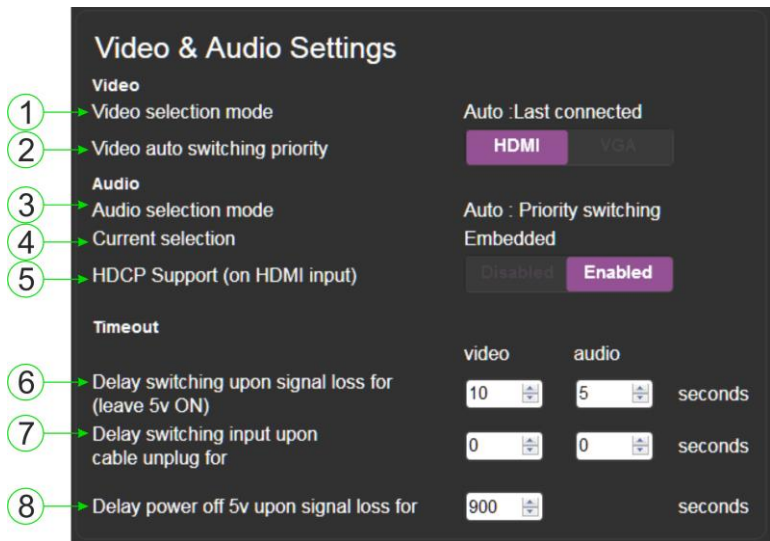 Video & Audio Settings
Video
1 Video selection mode Auto :Last connected
2 Video auto switching priority HDMI VGA
Audio
3 Audio selection mode Auto : Priority switching
4 Current selection Embedded
5 HDCP Support (on HDMI input) Disabled Enabled
Timeout
video audio
6 Delay switching upon signal loss for 10 5 seconds
(leave 5v ON)
7 Delay switching input upon
cable unplug for 0 0 seconds
8 Delay power off 5v upon signal loss for 900 seconds